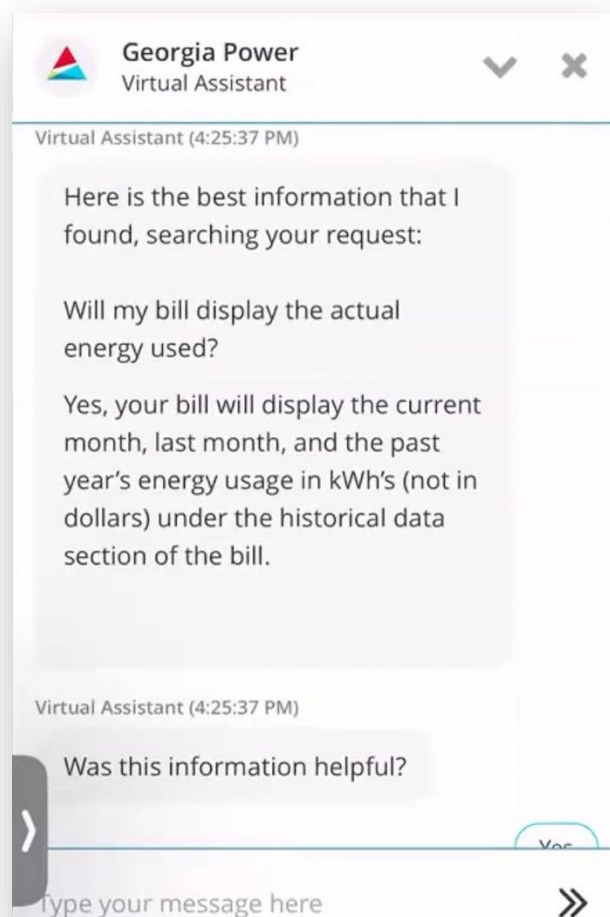 Georgia Power
Virtual Assistant
Virtual Assistant (4:25:37 PM)
Here is the best information that I
found, searching your request:
Will my bill display the actual
energy used?
Yes, your bill will display the current
month, last month, and the past
year’s energy usage in kWh’s (not in
dollars) under the historical data
section of the bill.
Virtual Assistant (4:25:37 PM)
Was this information helpful?
Yes
Type your message here